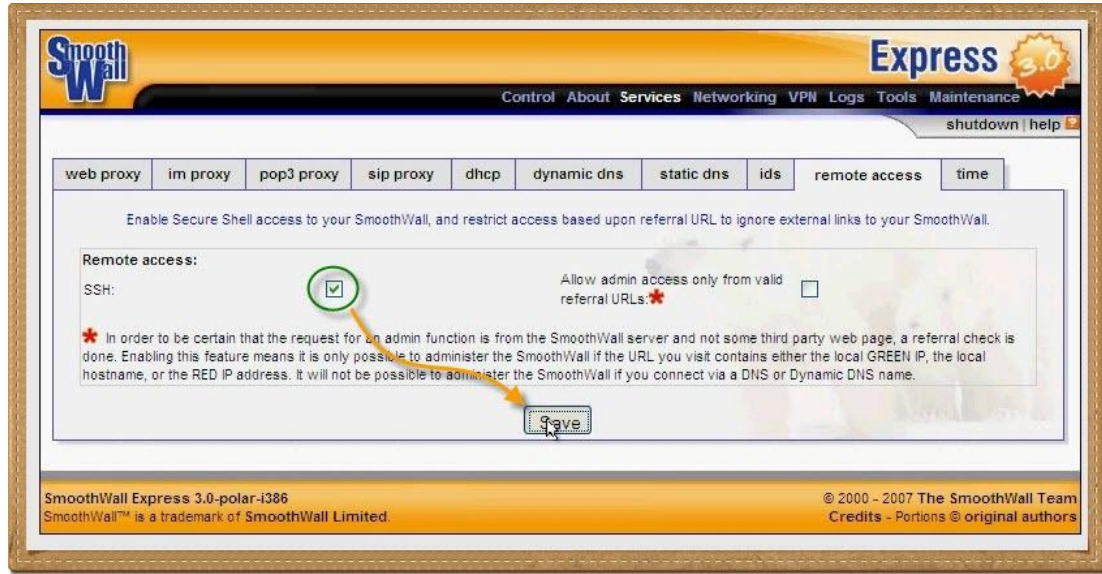 Smooth
Wall
Express 3.0
Control About Services Networking VPN Logs Tools Maintenance
shutdown | help ?
web proxy im proxy pop3 proxy sip proxy dhcp dynamic dns static dns ids remote access time
Enable Secure Shell access to your SmoothWall, and restrict access based upon referral URL to ignore external links to your SmoothWall.
Remote access:
SSH:
Allow admin access only from valid
referral URLs:*
* In order to be certain that the request for an admin function is from the SmoothWall server and not some third party web page, a referral check is
done. Enabling this feature means it is only possible to administer the SmoothWall if the URL you visit contains either the local GREEN IP, the local
hostname, or the RED IP address. It will not be possible to administer the SmoothWall if you connect via a DNS or Dynamic DNS name.
Save
SmoothWall Express 3.0-polar-i386
SmoothWall™ is a trademark of SmoothWall Limited.
© 2000 - 2007 The SmoothWall Team
Credits - Portions © original authors